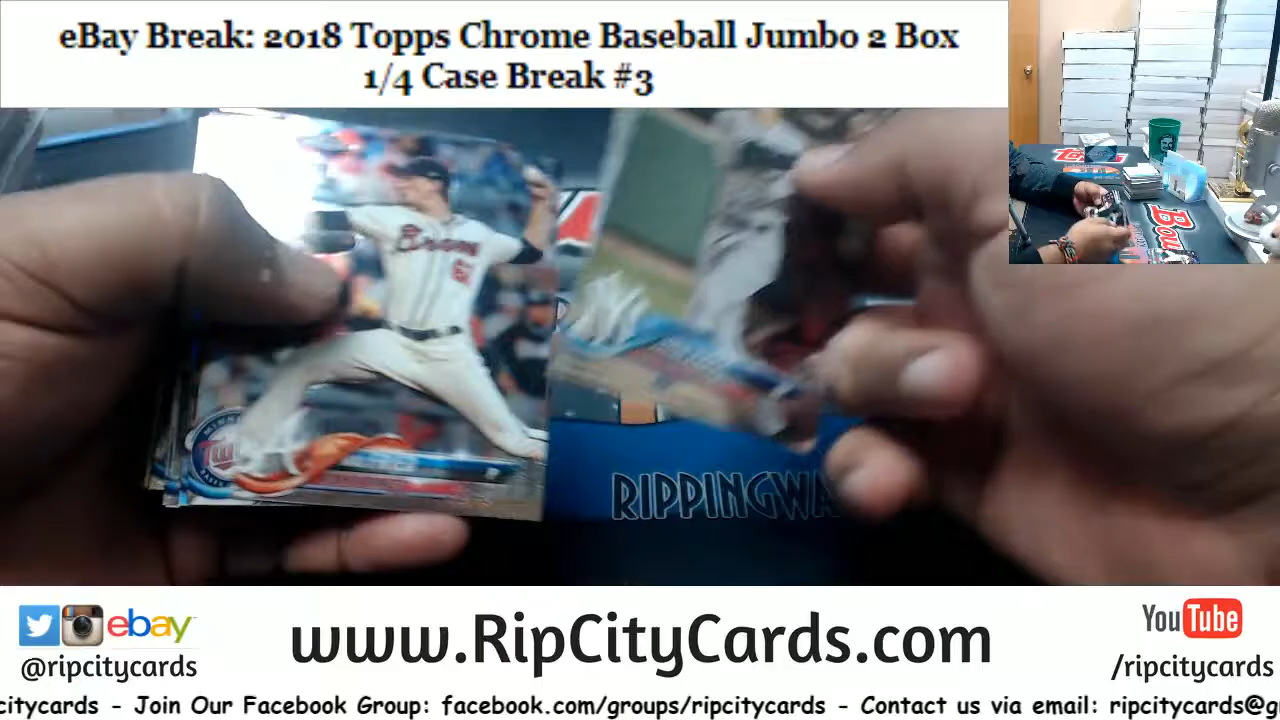 eBay Break: 2018 Topps Chrome Baseball Jumbo 2 Box
1/4 Case Break #3
Braves
RIPPINGWA
ebay
@ripcitycards
www.RipCityCards.com
YouTube
/ripcitycards
citycards - Join Our Facebook Group: facebook.com/groups/ripcitycards - Contact us via email: ripcitycards@g